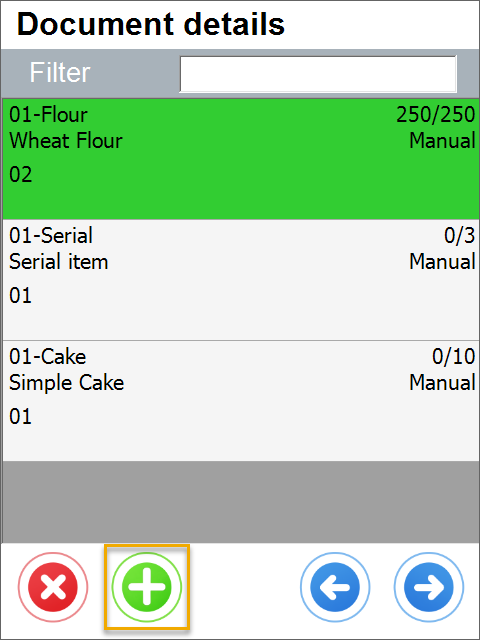 Document details
Filter
01-Flour 250/250
Wheat Flour Manual
02
01-Serial 0/3
Serial item Manual
01
01-Cake 0/10
Simple Cake Manual
01